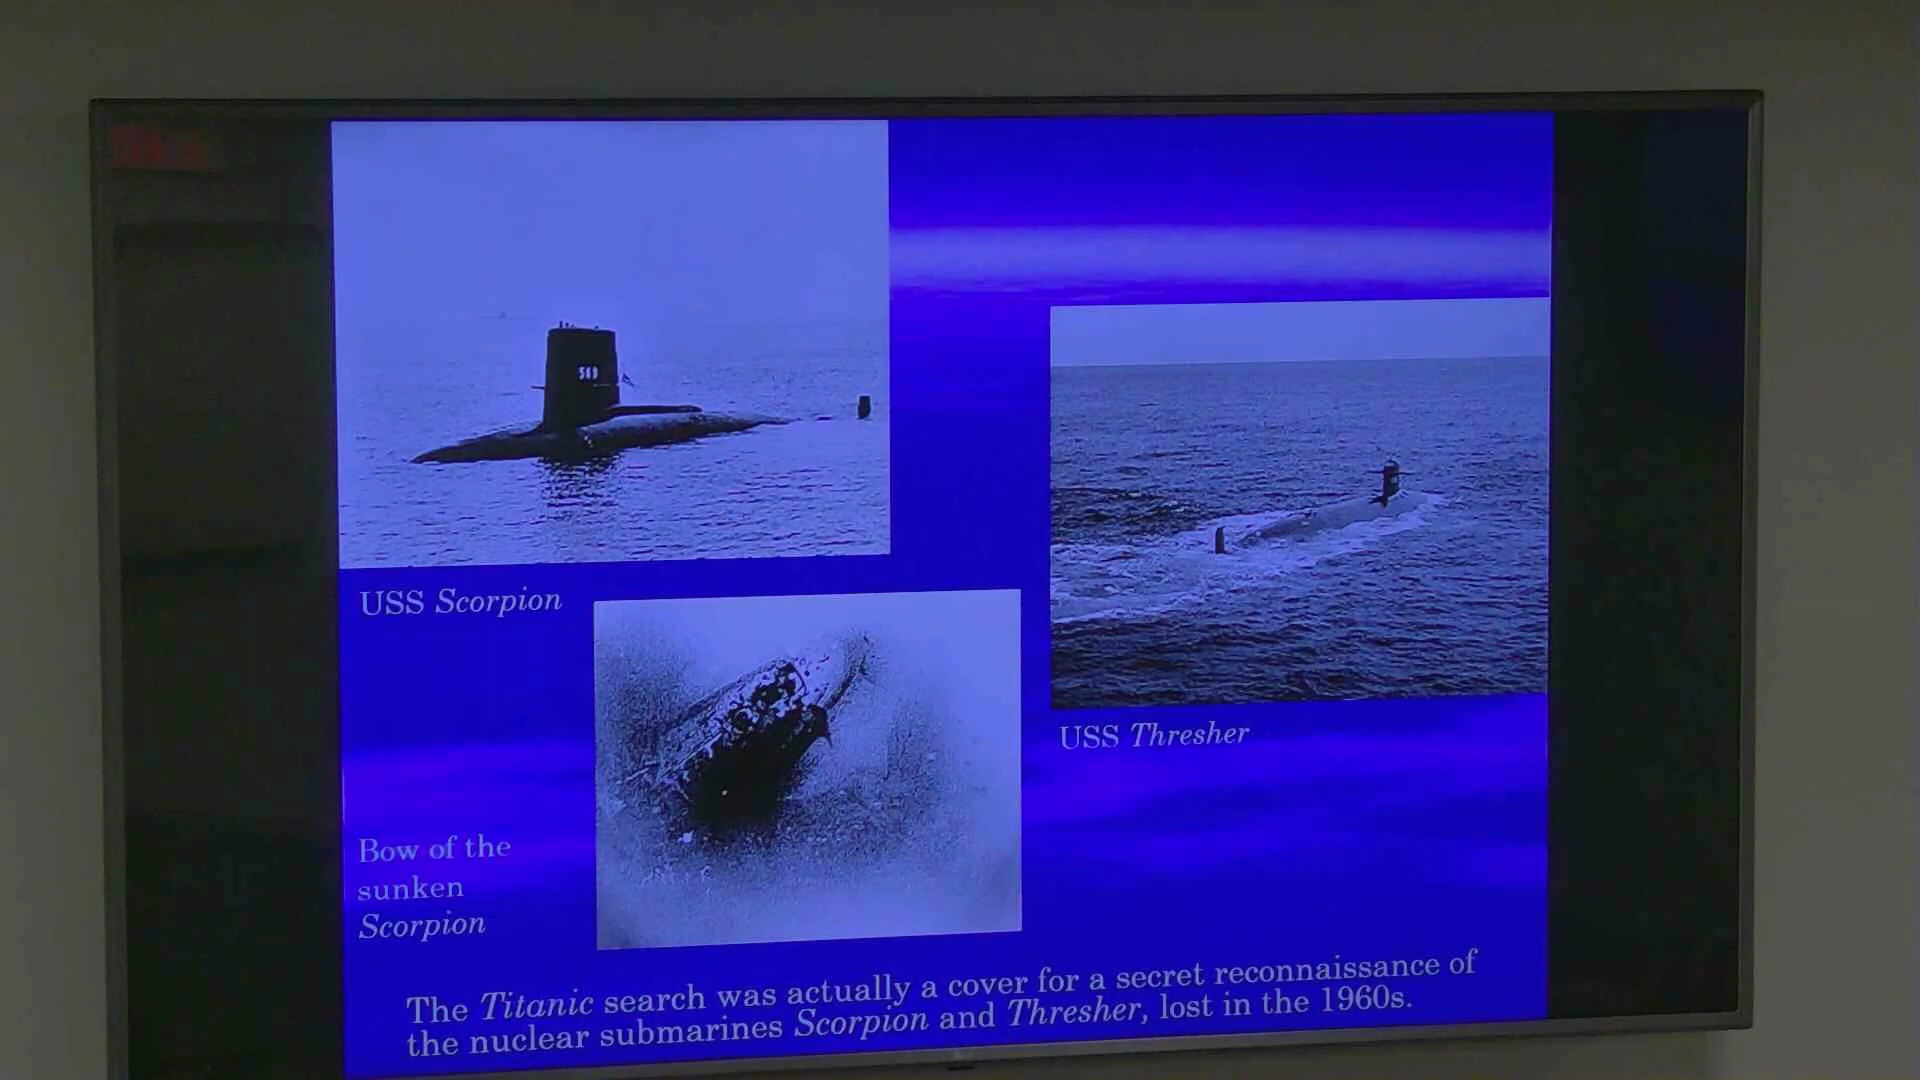 589
USS Scorpion
USS Thresher
Bow of the
sunken
Scorpion
The Titanic search was actually a cover for a secret reconnaissance of
the nuclear submarines Scorpion and Thresher, lost in the 1960s.